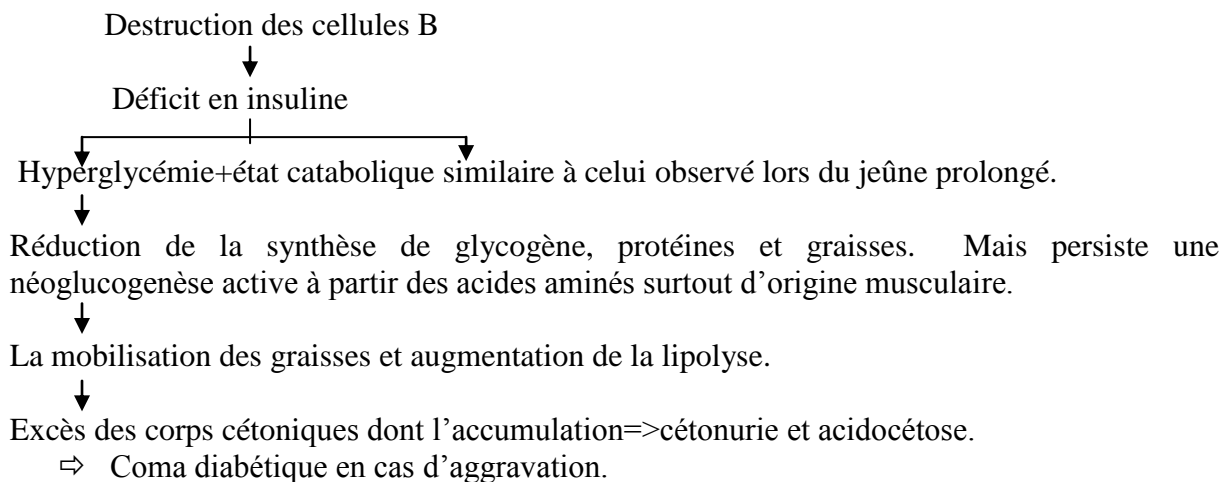 Destruction des cellules B
Déficit en insuline
Hyperglycémie+état catabolique similaire à celui observé lors du jeûne prolongé.
Réduction de la synthèse de glycogène, protéines et graisses. Mais persiste une
néoglucogenèse active à partir des acides aminés surtout d’origine musculaire.
La mobilisation des graisses et augmentation de la lipolyse.
Excès des corps cétoniques dont l’accumulation=>cétonurie et acidocétose.
⇨ Coma diabétique en cas d’aggravation.